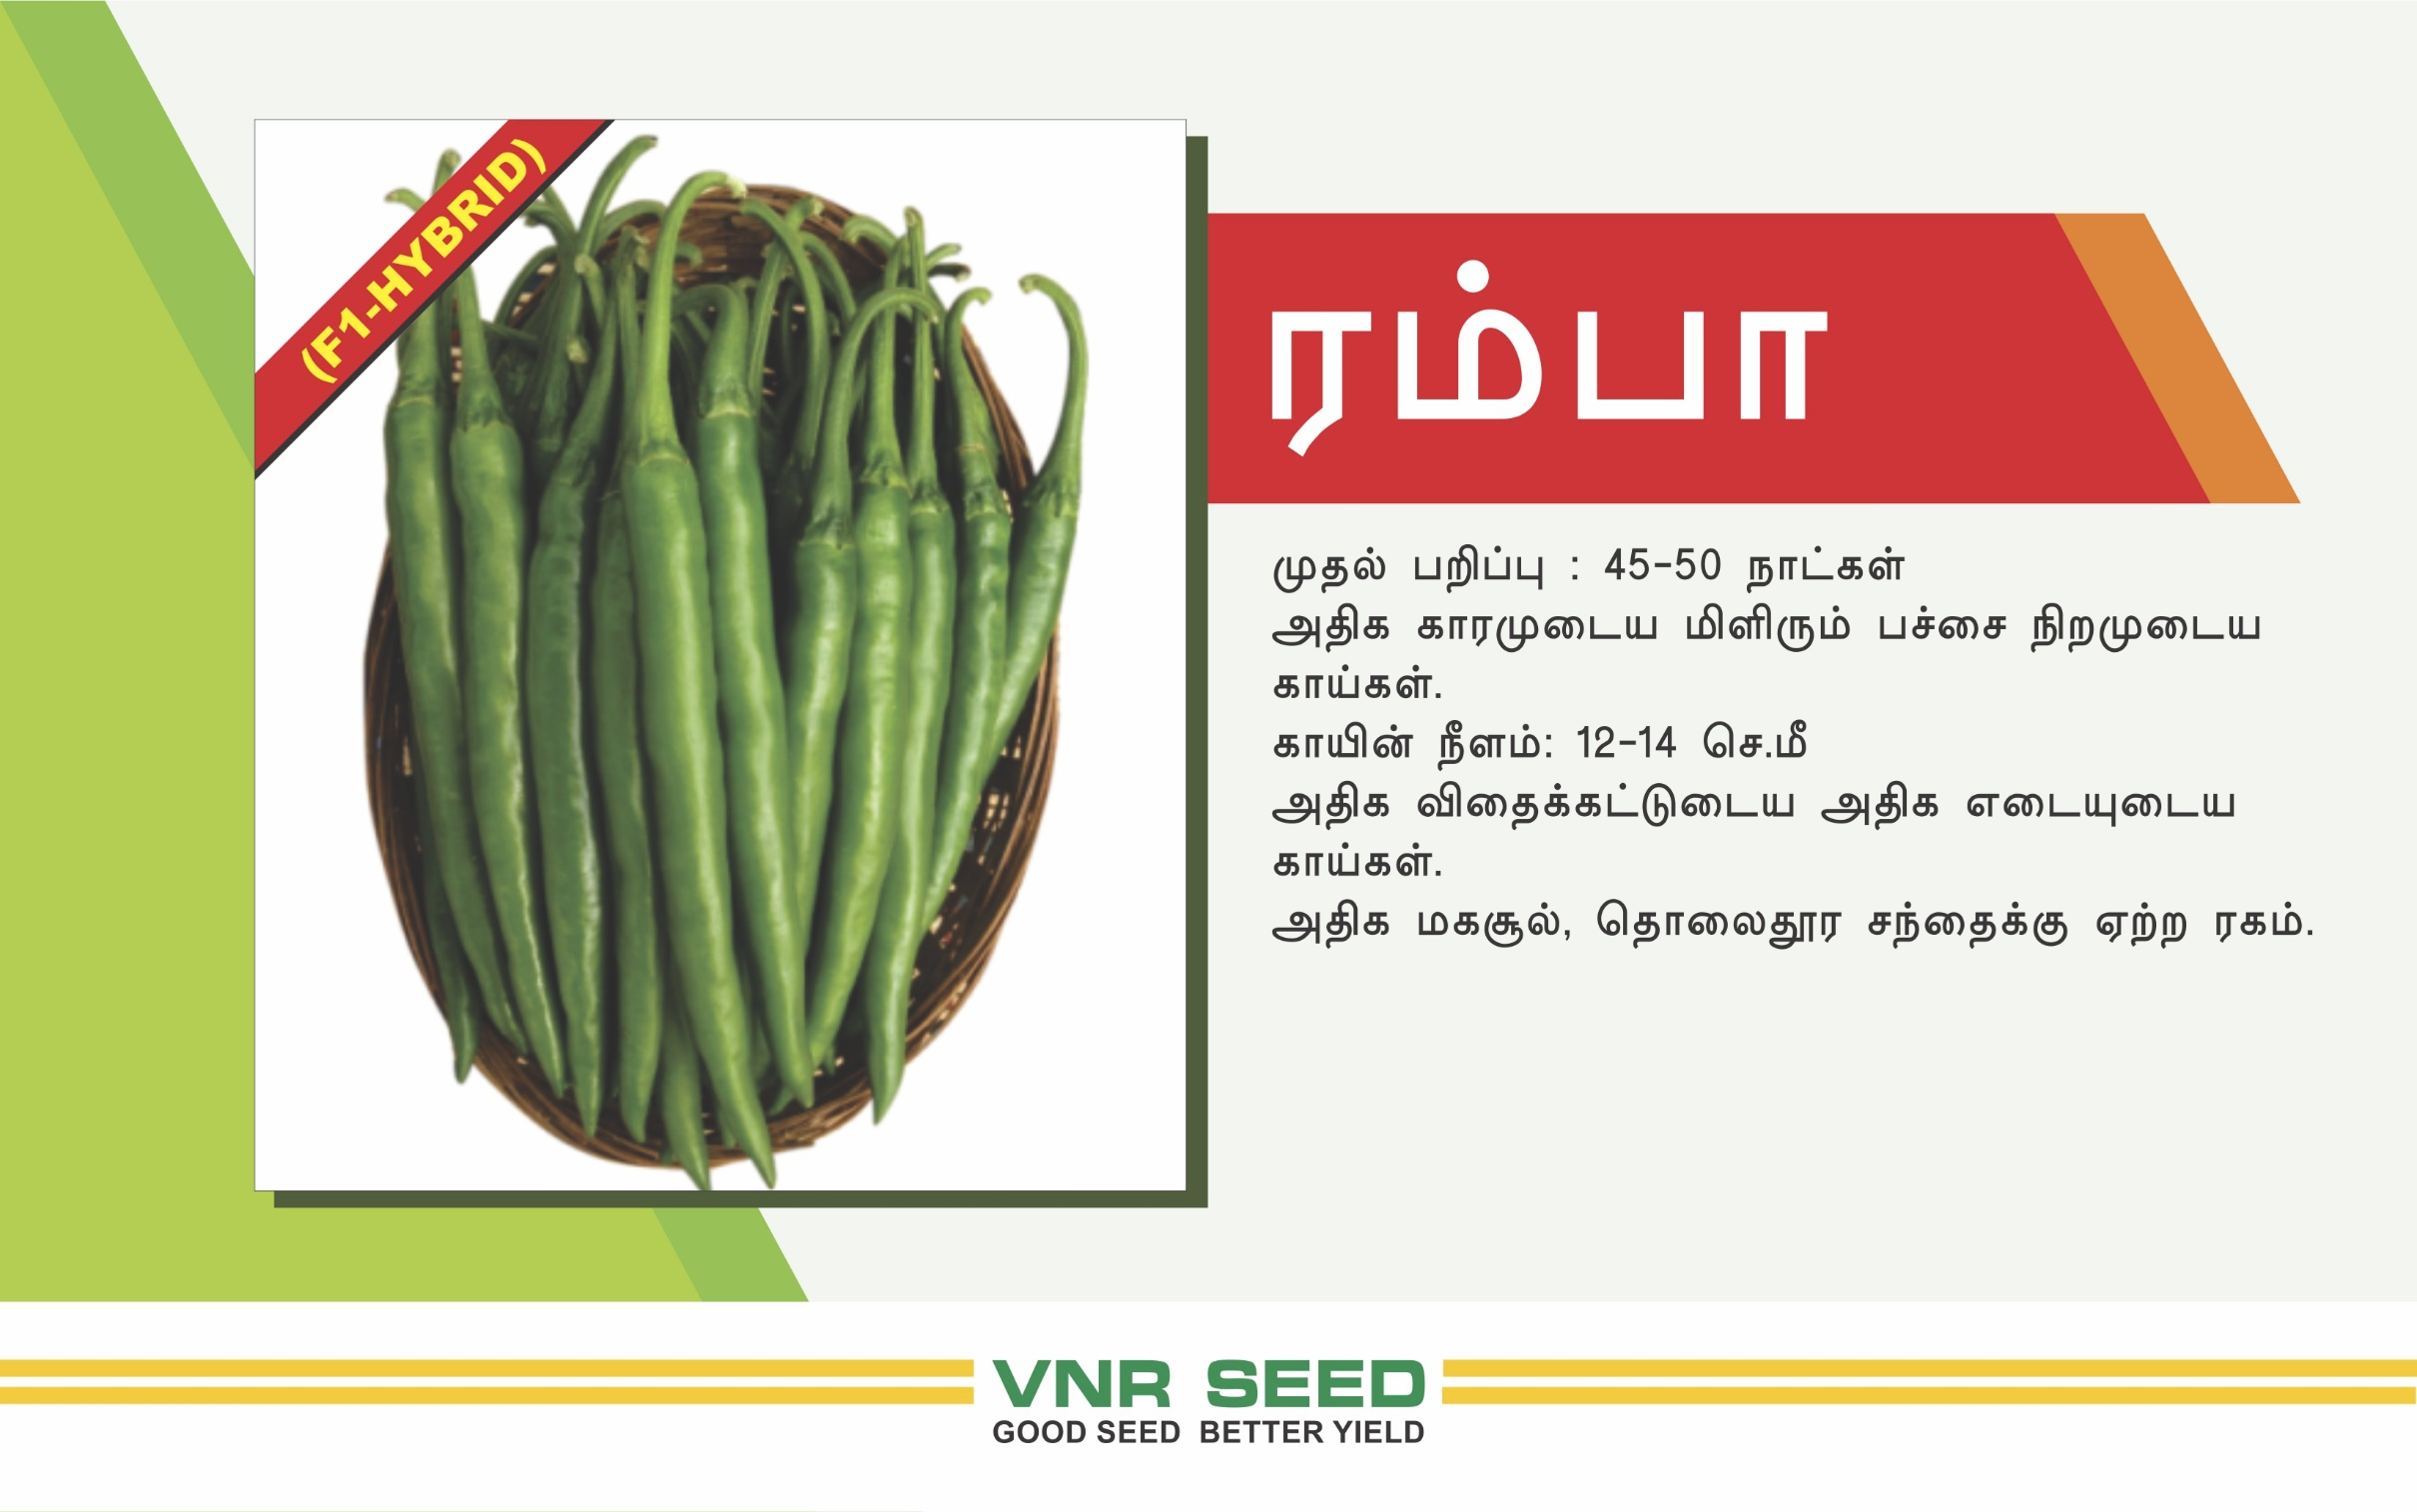 (F1-HYBRID)
ரம்பா
முதல் பறிப்பு : 45-50 நாட்கள்
அதிக காரமுடைய மிளிரும் பச்சை நிறமுடைய
காய்கள்.
காயின் நீளம்: 12-14 செ.மீ
அதிக விதைக்கட்டுடைய அதிக எடையுடைய
காய்கள்.
அதிக மகசூல், தொலைதூர சந்தைக்கு ஏற்ற ரகம்.
VNR SEED
GOOD SEED BETTER YIELD